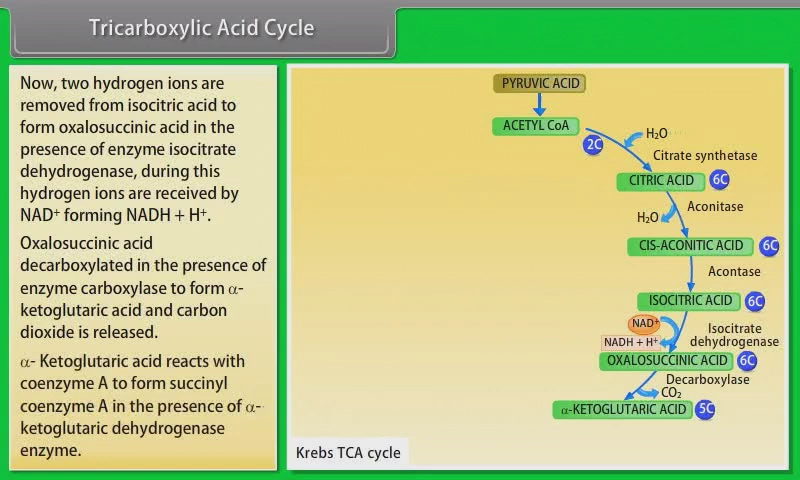 Tricarboxylic Acid Cycle
Now, two hydrogen ions are
removed from isocitric acid to
form oxalosuccinic acid in the
presence of enzyme isocitrate
dehydrogenase, during this
hydrogen ions are received by
NAD⁺ forming NADH + H⁺.
Oxalosuccinic acid
decarboxylated in the presence of
enzyme carboxylase to form α-
ketoglutaric acid and carbon
dioxide is released.
α- Ketoglutaric acid reacts with
coenzyme A to form succinyl
coenzyme A in the presence of α-
ketoglutaric dehydrogenase
enzyme.
PYRUVIC ACID
ACETYL CoA
2C
H₂O
Citrate synthetase
CITRIC ACID
6C
H₂O
Aconitase
CIS-ACONITIC ACID
6C
Acontase
ISOCITRIC ACID
6C
NAD⁺
NADH + H⁺
Isocitrate
dehydrogenase
OXALOSUCCINIC ACID
6C
Decarboxylase
CO₂
α-KETOGLUTARIC ACID
5C
Krebs TCA cycle